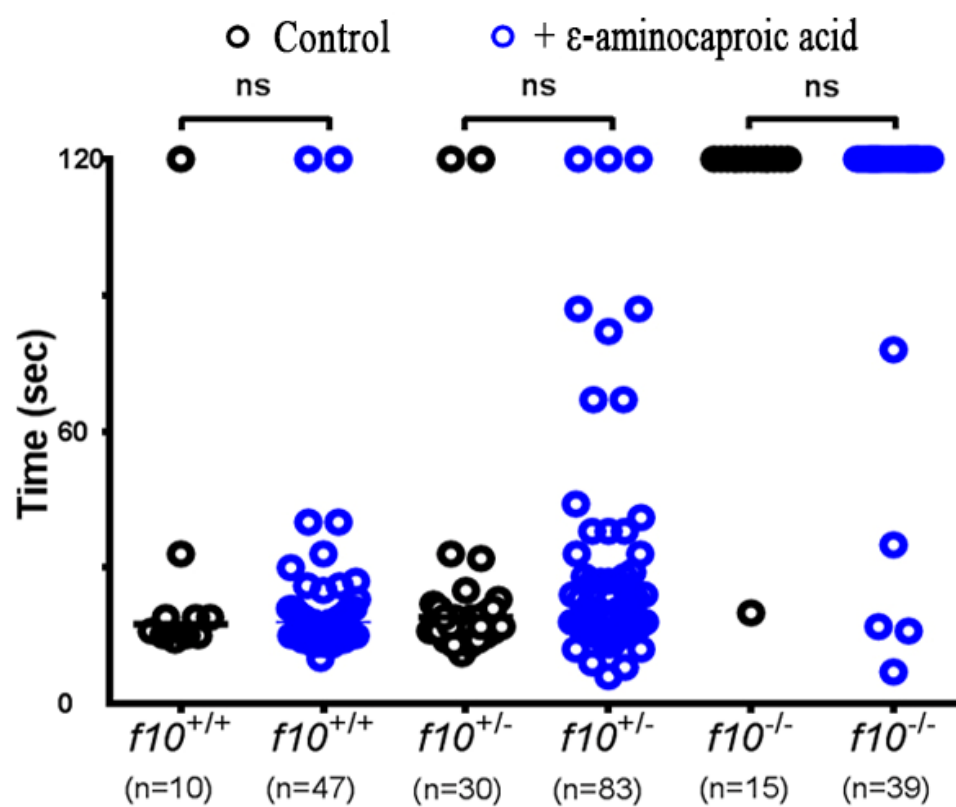 Control + ε-aminocaproic acid
ns ns ns
120
60
0
Time (sec)
f10+/+ f10+/+ f10+/- f10+/- f10-/- f10-/-
(n=10) (n=47) (n=30) (n=83) (n=15) (n=39)